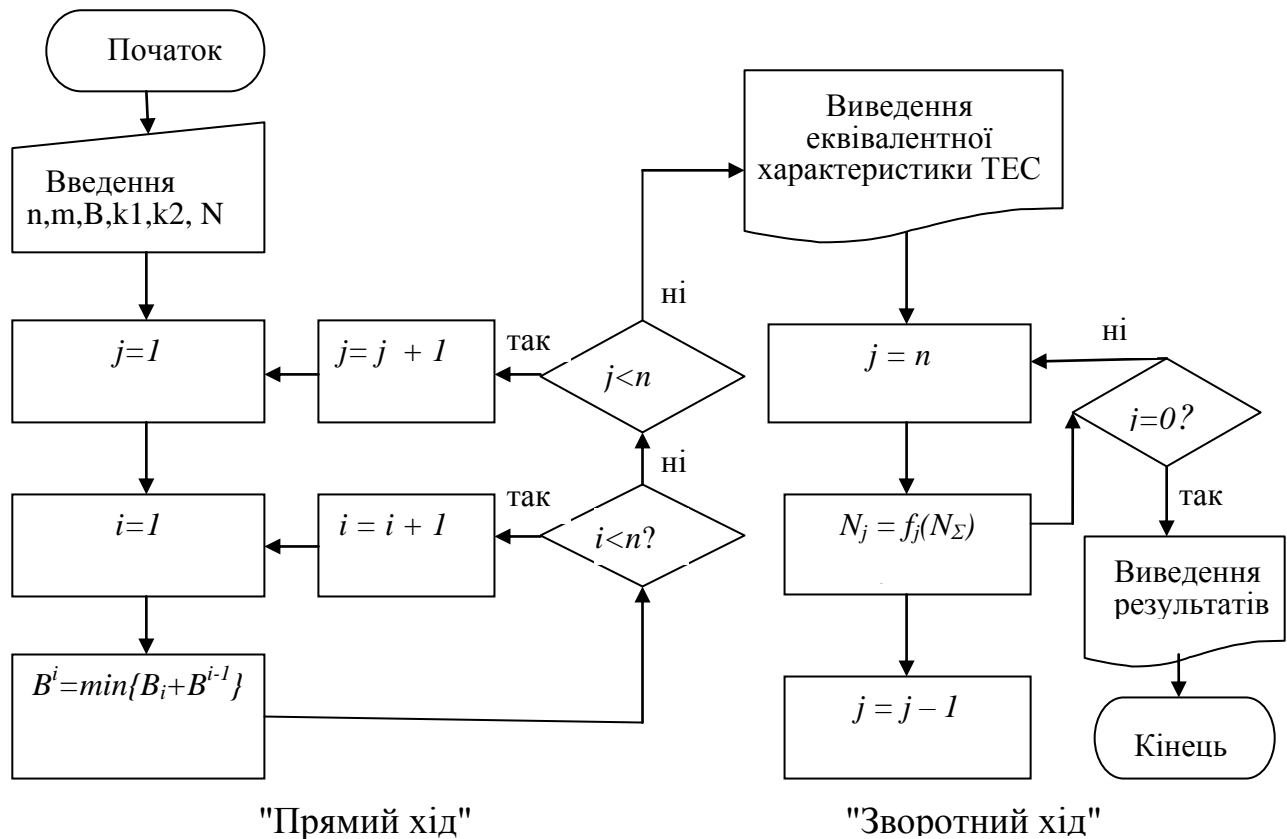 Початок
Введення
n,m,B,k1,k2, N
j=1
j= j + 1
так
j<n
ні
i=1
i = i + 1
так
i<n?
ні
B^i=min{B_i+B^{i-1}}
"Прямий хід"
Виведення
еквівалентної
характеристики ТЕС
j = n
ні
j=0?
так
N_j = f_j(N_Σ)
j = j – 1
Виведення
результатів
Кінець
"Зворотний хід"